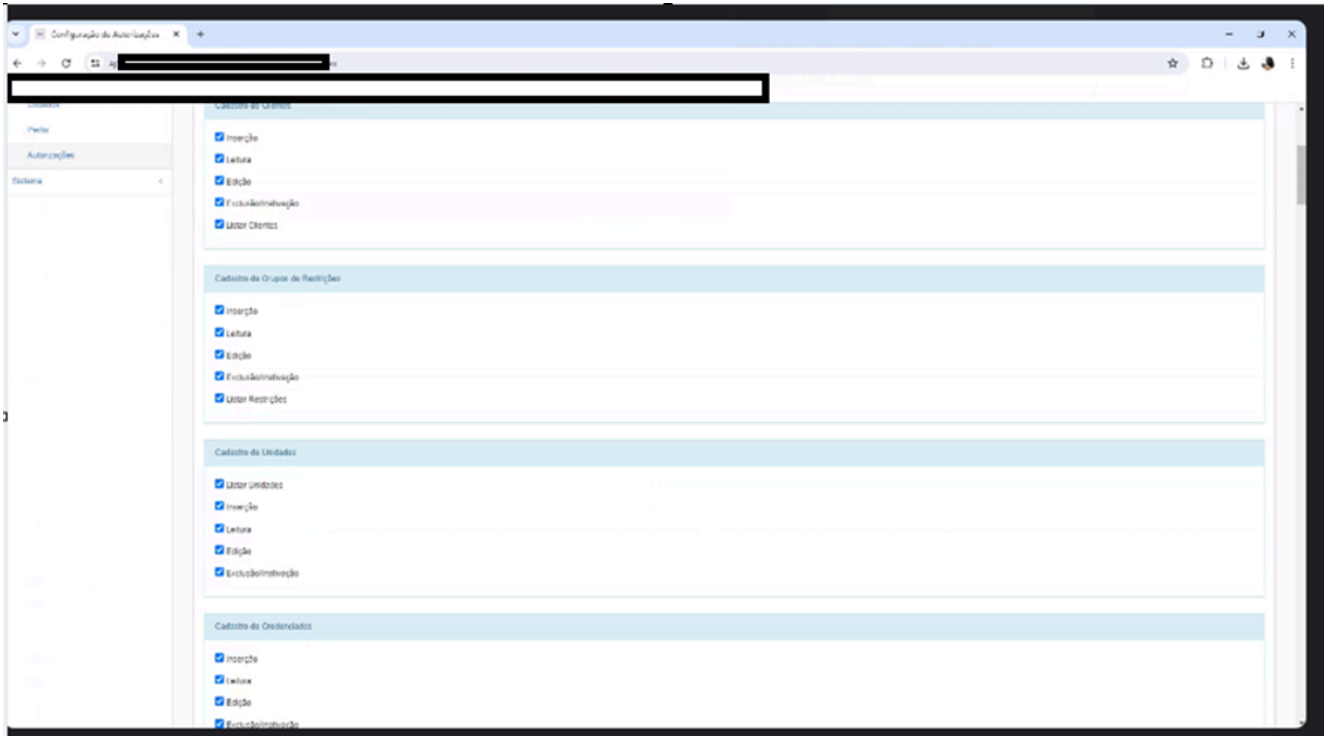 Configuração de Autorizações
Cadastro de Clientes
Usuários
Perfis
Autorizações
Sistema
Inserção
Leitura
Edição
Exclusão/Inativação
Listar Clientes
Cadastro de Grupos de Restrições
Inserção
Leitura
Edição
Exclusão/Inativação
Listar Restrições
Cadastro de Unidades
Listar Unidades
Inserção
Leitura
Edição
Exclusão/Inativação
Cadastro de Credenciados
Inserção
Leitura
Edição
Exclusão/Inativação